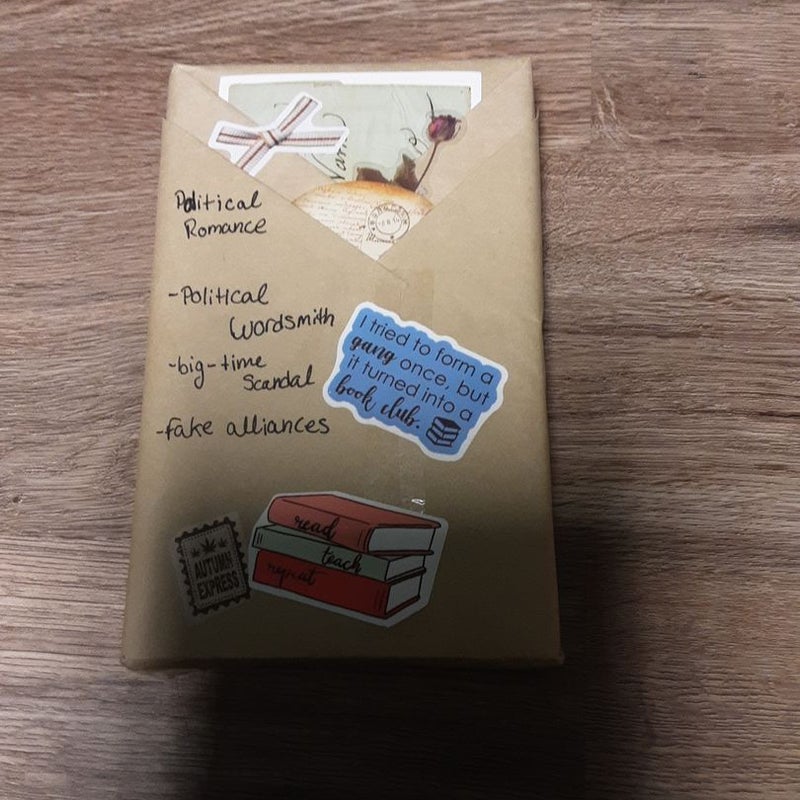 Political
Romance
-Political
Wordsmith
-big-time
Scandal
-fake alliances
I tried to form a
gang once, but
it turned into a
book club.
read
teach
repeat
AUTUMN
EXPRESS